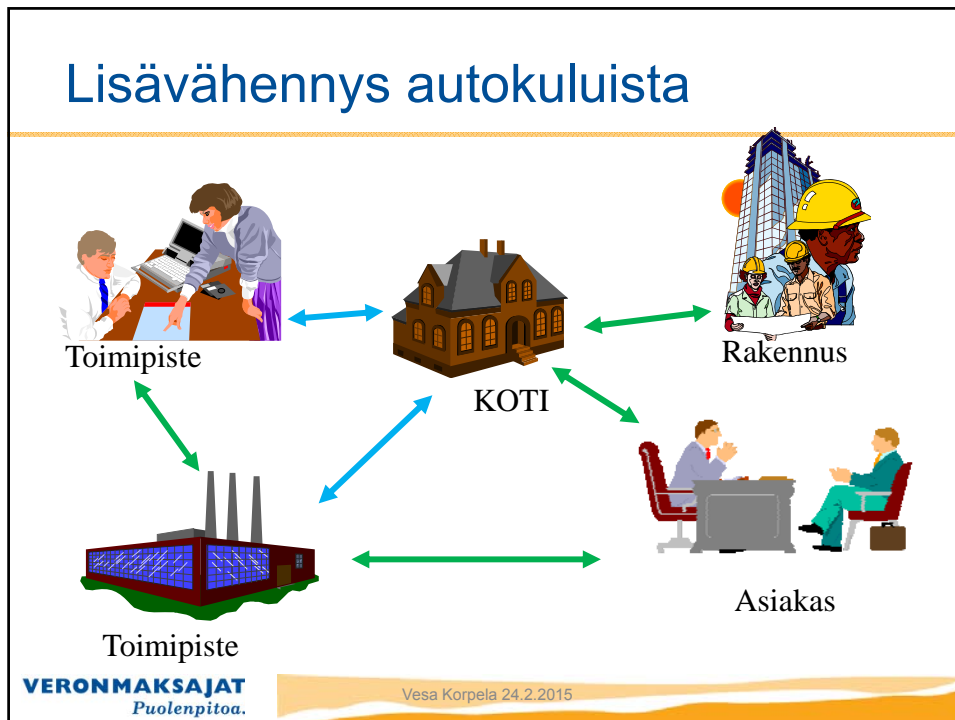 Lisävähennys autokuluista
Toimipiste
KOTI
Rakennus
Toimipiste
Asiakas
VERONMAKSAJAT
Puolenpitoa.
Vesa Korpela 24.2.2015